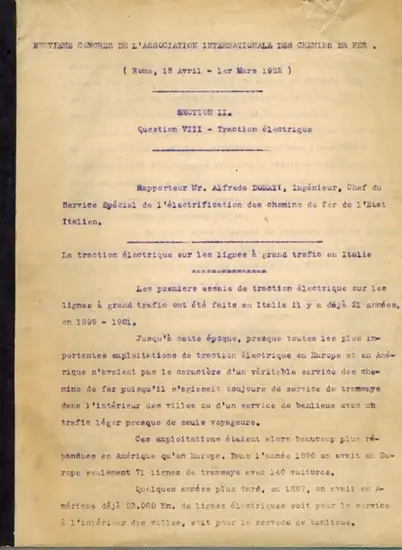 NEUVIEME CONGRES DE L'ASSOCIATION INTERNATIONALE DES CHEMINS DE FER .
( Rome, 18 Avril - 1er Mars 1922 )
SECTION II.
Question VIII - Traction électrique
Rapporteur Mr. Alfredo DONATI, Ingénieur, Chef du
Service Spécial de l'électrification des chemins de fer de l'Etat
Italien.
La traction électrique sur les lignes à grand trafic en Italie
Les premiers essais de traction électrique sur les
lignes à grand trafic ont été faits en Italie il y a déjà 21 années,
en 1899 - 1901.
Jusqu'à cette époque, presque toutes les plus im-
portantes exploitations de traction électrique en Europe et en Amé-
rique n'avaient pas le caractère d'un véritable service des che-
mins de fer puisqu'il s'agissait toujours de service de tramways
dans l'intérieur des villes ou d'un service de banlieue avec un
trafic léger presque de seuls voyageurs.
Ces exploitations étaient alors beaucoup plus ré-
pandues en Amérique qu'en Europe. Dans l'année 1890 on avait en Eu-
rope seulement 71 lignes de tramways avec 140 voitures.
Quelques années plus tard, en 1897, on avait en A-
mérique déjà 23.000 Km. de lignes électriques soit pour le service
à l'intérieur des villes, soit pour le service de banlieue.